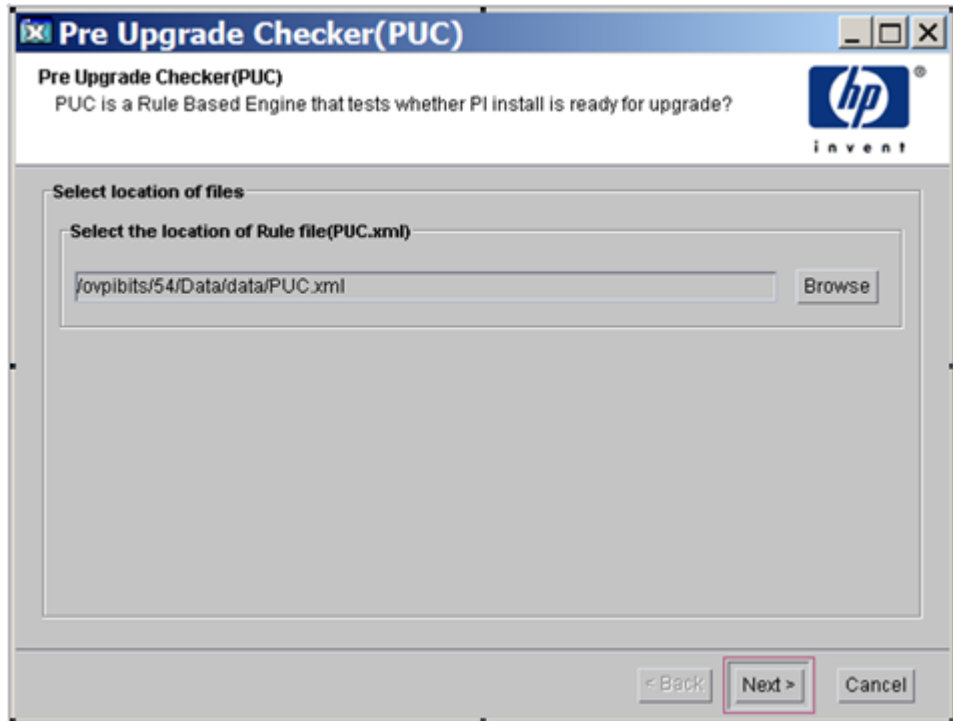 Pre Upgrade Checker(PUC)
Pre Upgrade Checker(PUC)
PUC is a Rule Based Engine that tests whether PI install is ready for upgrade?
hp
®
invent
Select location of files
Select the location of Rule file(PUC.xml)
/ovpibits/54/Data/data/PUC.xml
Browse
< Back
Next >
Cancel